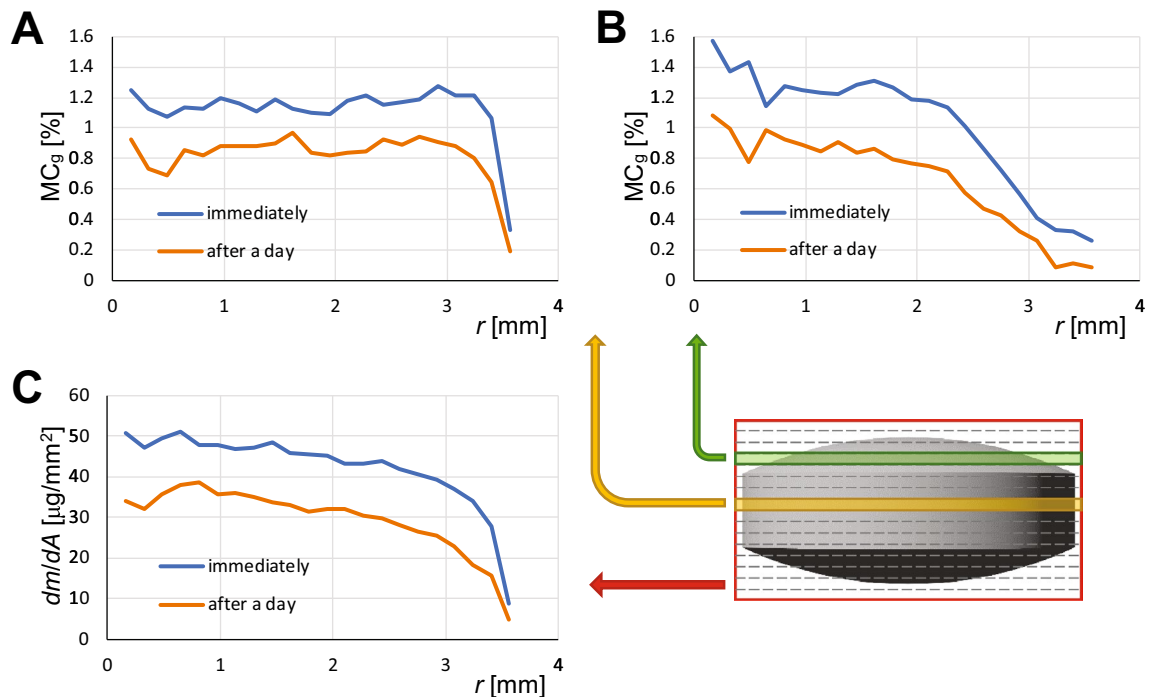 A
MCg [%]
1.6
1.4
1.2
1
0.8
0.6
0.4
0.2
0
immediately
after a day
0 1 2 3 4
r [mm]
B
MCg [%]
1.6
1.4
1.2
1
0.8
0.6
0.4
0.2
0
immediately
after a day
0 1 2 3 4
r [mm]
C
dm/dA [µg/mm²]
60
50
40
30
20
10
0
immediately
after a day
0 1 2 3 4
r [mm]